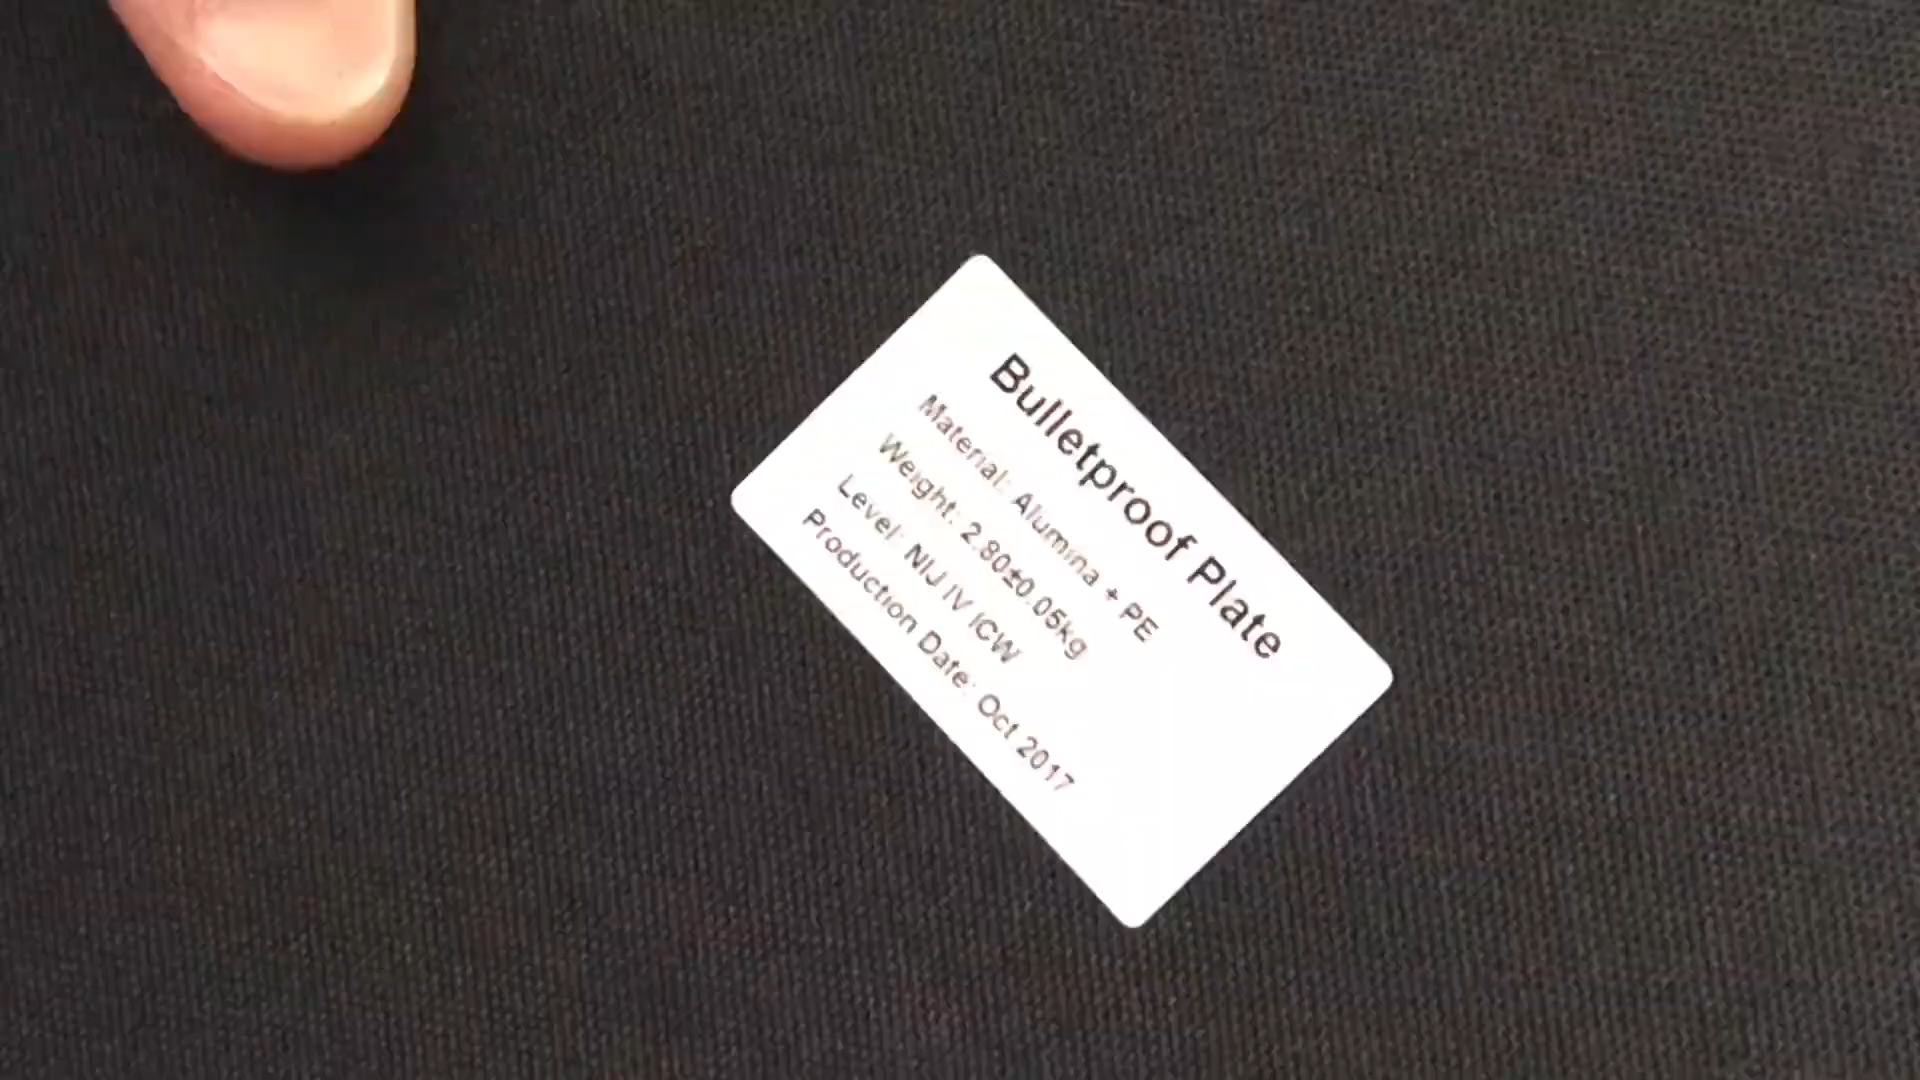 Bulletproof Plate
Material: Alumina + PE
Weight: 2.80±0.05kg
Level: NIJ IV ICW
Production Date: Oct 2017